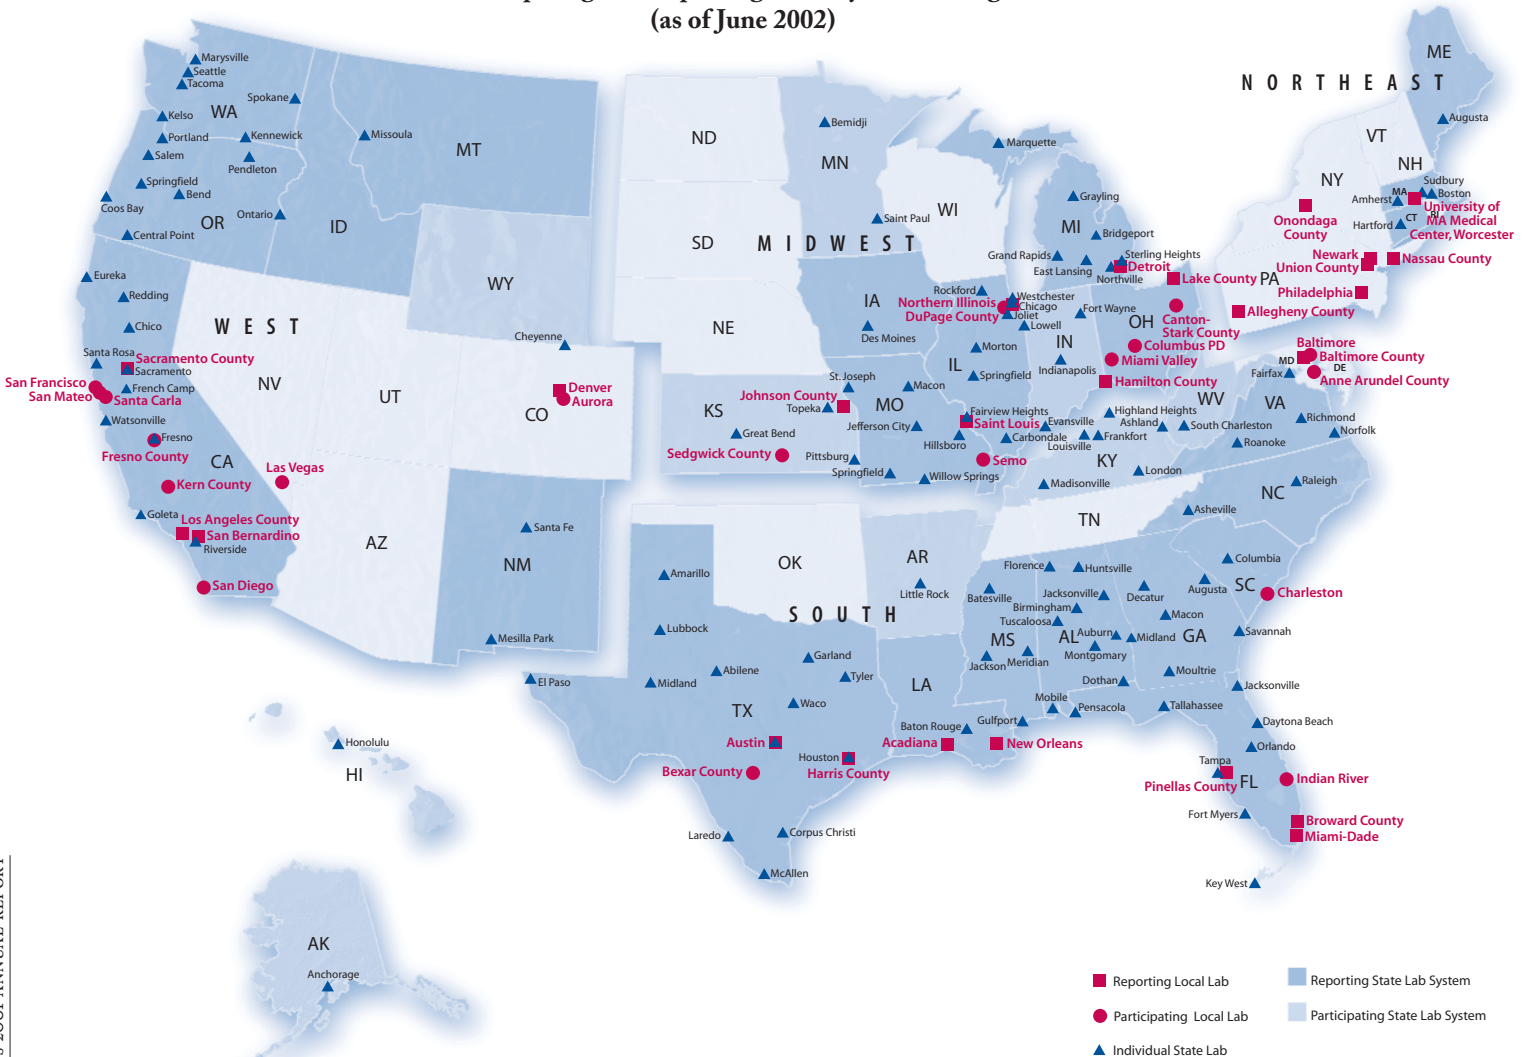 (as of June 2002)
NORTHEAST
ME
Augusta
VT
NH
NY
Sudbury
MA
Boston
Amherst
University of
MA Medical
Center, Worcester
CT
RI
Hartford
Onondaga
County
Newark
Union County
Nassau County
PA
Philadelphia
Allegheny County
Marysville
Seattle
Tacoma
Spokane
WA
Kelso
Portland
Kennewick
Missoula
Salem
Pendleton
MT
Springfield
Bend
Coos Bay
Ontario
OR
ID
Central Point
Eureka
Redding
WY
WEST
Chico
Cheyenne
Santa Rosa
Sacramento County
Sacramento
San Francisco
San Mateo
French Camp
Santa Carla
NV
UT
Denver
Aurora
CO
Watsonville
Fresno
Fresno County
CA
Las Vegas
Kern County
Goleta
Los Angeles County
San Bernardino
Riverside
San Diego
AZ
Santa Fe
NM
Mesilla Park
ND
Bemidji
MN
Marquette
SD
MIDWEST
Saint Paul
WI
Grayling
MI
Bridgeport
Grand Rapids
Sterling Heights
East Lansing
Detroit
Northville
Lake County
NE
IA
Des Moines
Rockford
Northern Illinois
DuPage County
Westchester
Chicago
Joliet
Lowell
Fort Wayne
OH
Canton-
Stark County
Columbus PD
Miami Valley
Hamilton County
IN
Indianapolis
Morton
IL
Springfield
St. Joseph
Macon
Johnson County
Topeka
KS
MO
Great Bend
Jefferson City
Fairview Heights
Saint Louis
Evansville
Hillsboro
Carbondale
Sedgwick County
Pittsburg
Semo
Springfield
Willow Springs
Baltimore
MD
Baltimore County
DE
Fairfax
Anne Arundel County
WV
VA
Highland Heights
Ashland
South Charleston
Richmond
Norfolk
Louisville
Frankfort
Roanoke
KY
London
Madisonville
NC
Raleigh
Asheville
TN
OK
AR
Little Rock
SOUTH
Amarillo
Lubbock
Garland
Abilene
Tyler
Midland
El Paso
Waco
TX
Austin
Houston
Harris County
Bexar County
Laredo
Corpus Christi
McAllen
LA
Baton Rouge
Acadiana
New Orleans
Gulfport
Florence
Huntsville
Batesville
Jacksonville
Birmingham
Tuscaloosa
MS
AL
Auburn
Jackson
Meridian
Montgomery
Dothan
Mobile
Pensacola
Decatur
Augusta
Columbia
SC
Charleston
Macon
Midland
GA
Savannah
Moultrie
Jacksonville
Tallahassee
Daytona Beach
Orlando
Tampa
Pinellas County
FL
Indian River
Fort Myers
Broward County
Miami-Dade
Key West
Honolulu
HI
AK
Anchorage
2001 ANNUAL REPORT
Reporting Local Lab
Participating Local Lab
Individual State Lab
Reporting State Lab System
Participating State Lab System